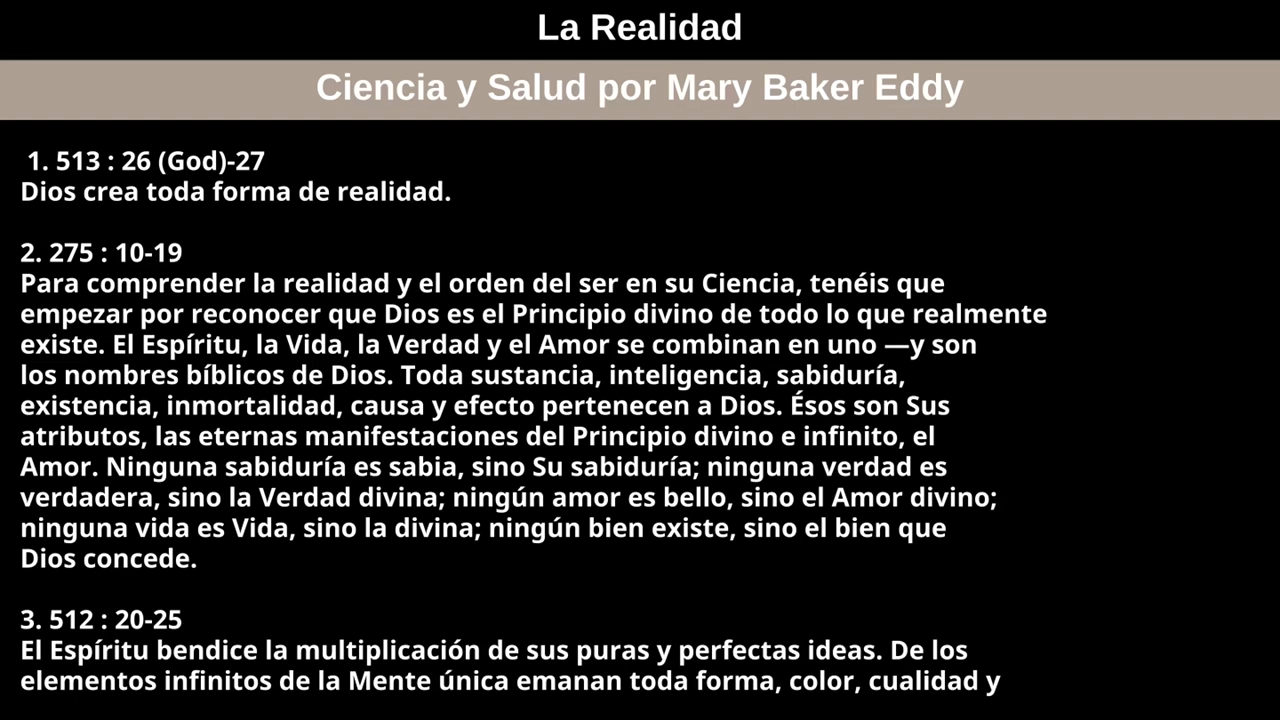 La Realidad
Ciencia y Salud por Mary Baker Eddy
1. 513 : 26 (God)-27
Dios crea toda forma de realidad.
2. 275 : 10-19
Para comprender la realidad y el orden del ser en su Ciencia, tenéis que
empezar por reconocer que Dios es el Principio divino de todo lo que realmente
existe. El Espíritu, la Vida, la Verdad y el Amor se combinan en uno —y son
los nombres bíblicos de Dios. Toda sustancia, inteligencia, sabiduría,
existencia, inmortalidad, causa y efecto pertenecen a Dios. Ésos son Sus
atributos, las eternas manifestaciones del Principio divino e infinito, el
Amor. Ninguna sabiduría es sabia, sino Su sabiduría; ninguna verdad es
verdadera, sino la Verdad divina; ningún amor es bello, sino el Amor divino;
ninguna vida es Vida, sino la divina; ningún bien existe, sino el bien que
Dios concede.
3. 512 : 20-25
El Espíritu bendice la multiplicación de sus puras y perfectas ideas. De los
elementos infinitos de la Mente única emanan toda forma, color, cualidad y